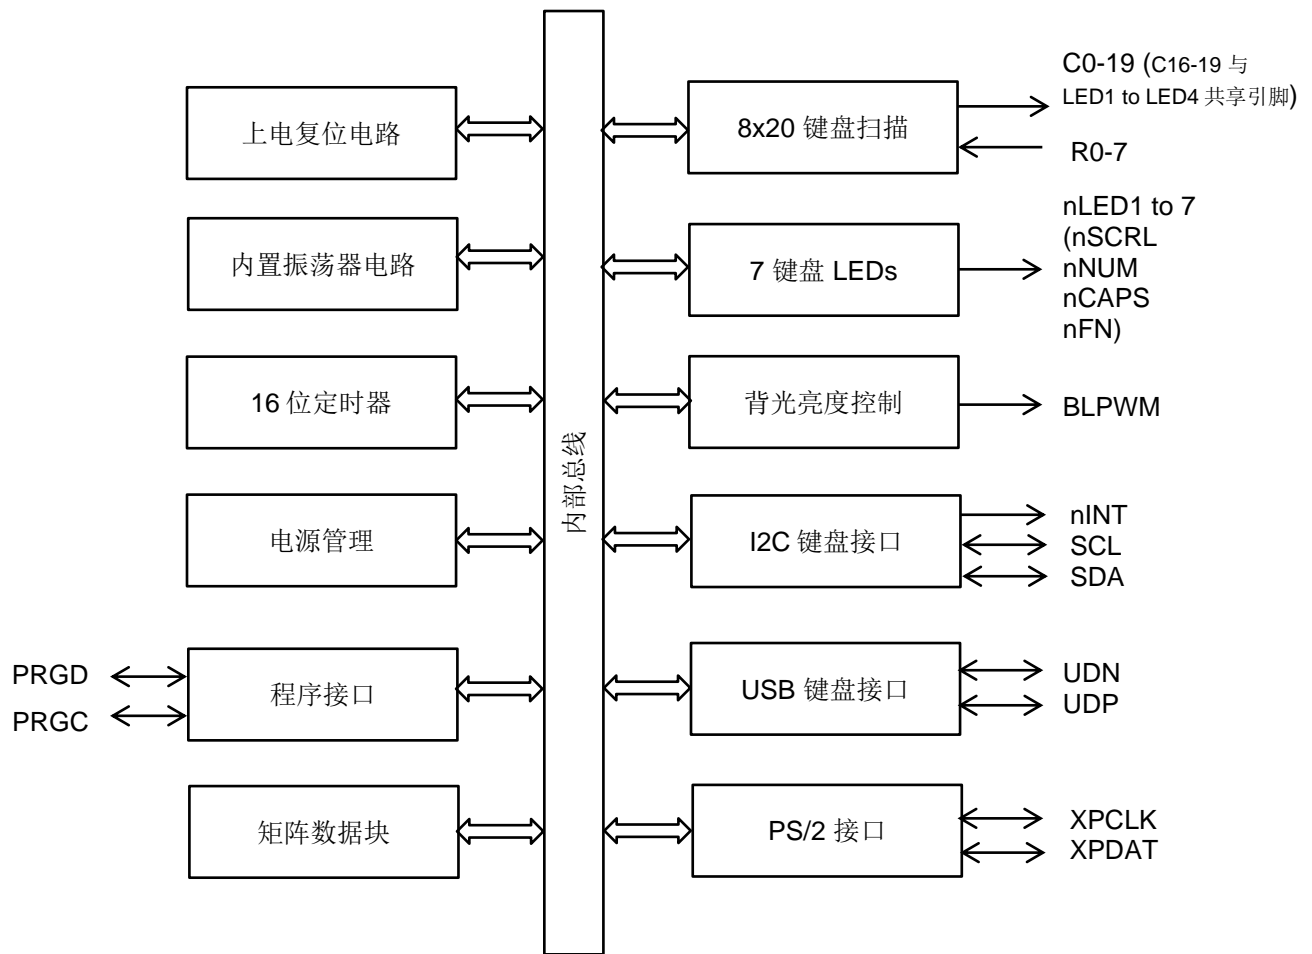 上电复位电路
内置振荡器电路
16 位定时器
电源管理
PRGD
PRGC
程序接口
矩阵数据块
内部总线
8x20 键盘扫描
C0-19 (C16-19 与
LED1 to LED4 共享引脚)
R0-7
7 键盘 LEDs
nLED1 to 7
(nSCRL
nNUM
nCAPS
nFN)
背光亮度控制
BLPWM
I2C 键盘接口
nINT
SCL
SDA
USB 键盘接口
UDN
UDP
PS/2 接口
XPCLK
XPDAT